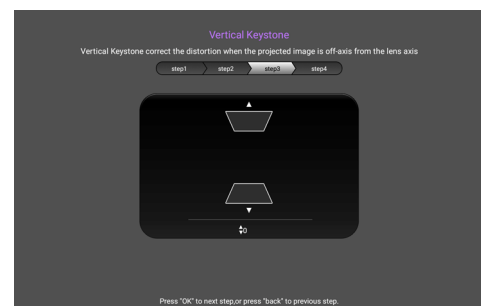 Vertical Keystone
Vertical Keystone correct the distortion when the projected image is off-axis from the lens axis
step1 step2 step3 step4
0
Press "OK" to next step,or press "back" to previous step.